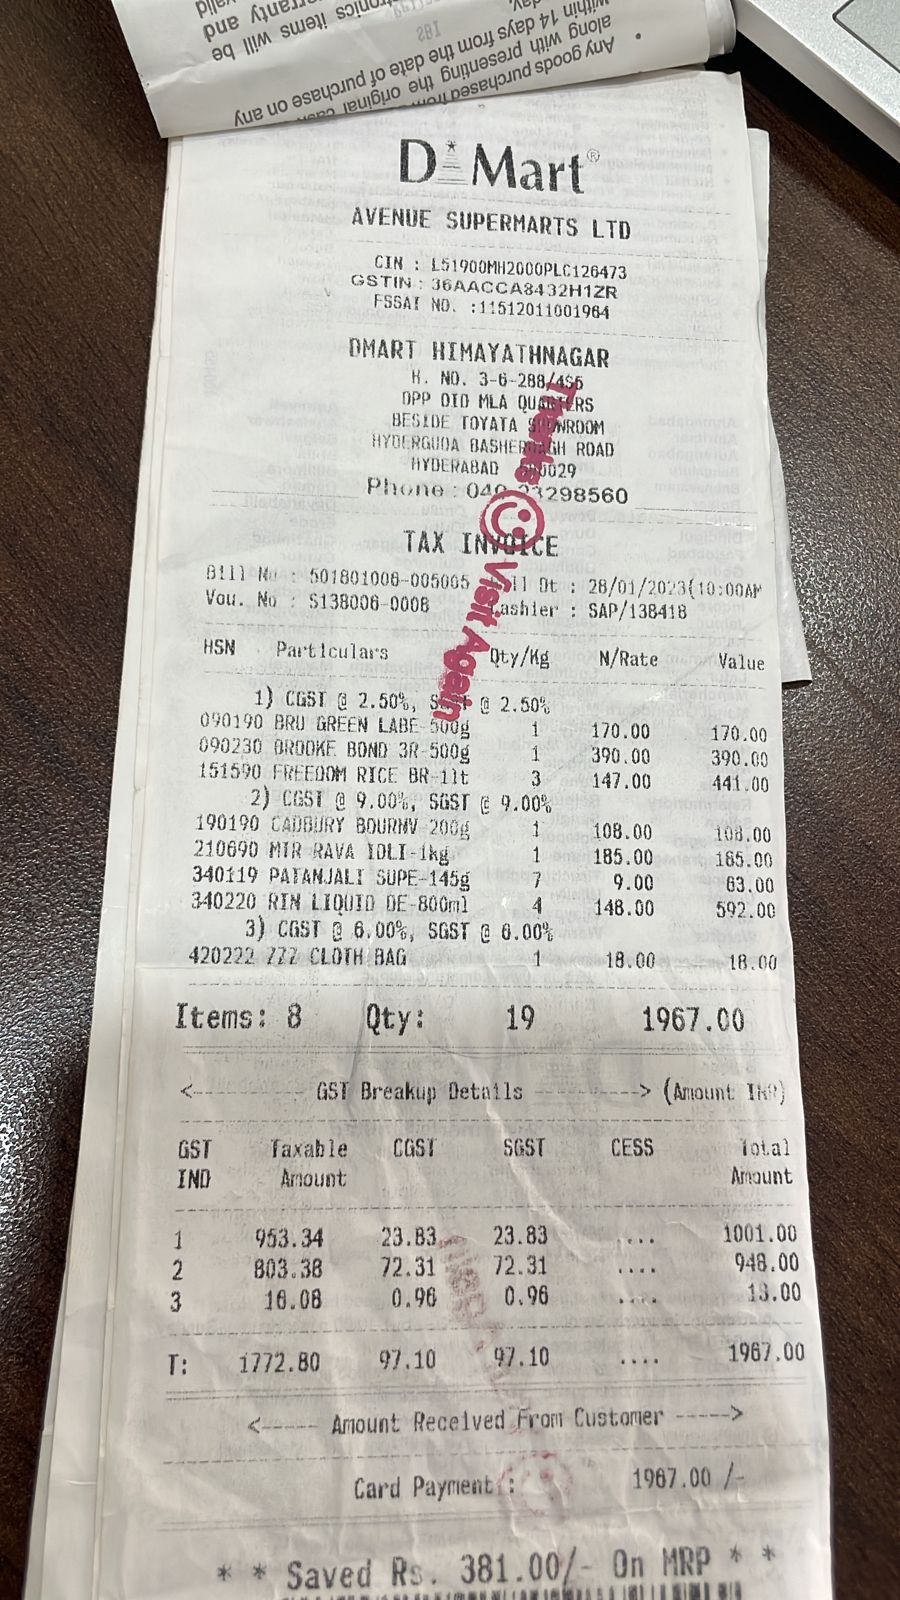 Any goods purchased
along with presenting the original
within 14 days from the date of purchase on any
items will be
warranty and
valid
D Mart®
AVENUE SUPERMARTS LTD
CIN : L51900MH2000PLC126473
GSTIN : 36AACCA8432H1ZR
FSSAI NO. :11512011001964
DMART HIMAYATHNAGAR
H. NO. 3-6-288/4&5
OPP OTO MLA QUARTERS
BESIDE TOYATA SHOWROOM
HYDERGUDA BASHERBAGH ROAD
HYDERABAD 500029
Phone : 040-23298560
Thanks Visit Again
TAX INVOICE
Bill No : 501801006-005005 Bill Dt : 28/01/2023(10:00AM
Vou. No : S138006-0008 Cashier : SAP/138418
HSN Particulars Qty/Kg N/Rate Value
1) CGST @ 2.50%, SGST @ 2.50%
090190 BRU GREEN LABE-500g 1 170.00 170.00
090230 BROOKE BOND 3R-500g 1 390.00 390.00
151590 FREEDOM RICE BR-1lt 3 147.00 441.00
2) CGST @ 9.00%, SGST @ 9.00%
190190 CADBURY BOURNV-200g 1 108.00 108.00
210690 MTR RAVA IDLI-1kg 1 185.00 185.00
340119 PATANJALI SUPE-145g 7 9.00 63.00
340220 RIN LIQUID DE-800ml 4 148.00 592.00
3) CGST @ 6.00%, SGST @ 6.00%
420222 ZZZ CLOTH BAG 1 18.00 18.00
Items: 8 Qty: 19 1967.00
<------ GST Breakup Details ------> (Amount INR)
GST Taxable CGST SGST CESS Total
IND Amount Amount
1 953.34 23.83 23.83 .... 1001.00
2 803.38 72.31 72.31 .... 948.00
3 16.08 0.96 0.96 .... 18.00
T: 1772.80 97.10 97.10 .... 1967.00
<----- Amount Received From Customer ----->
Card Payment : 1967.00 /-
* * Saved Rs. 381.00/- On MRP * *